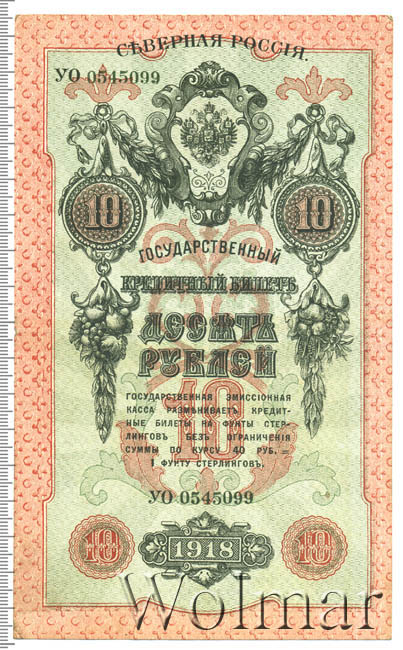 СѢВЕРНАЯ РОССІЯ.
УО 0545099
10 10
ГОСУДАРСТВЕННЫЙ
КРЕДИТНЫЙ БИЛЕТЪ
ДЕСЯТЬ
РУБЛЕЙ
10
ГОСУДАРСТВЕННАЯ ЭМИССІОННАЯ
КАССА РАЗМѢНИВАЕТЪ КРЕДИТ-
НЫЕ БИЛЕТЫ НА ФУНТЫ СТЕР-
ЛИНГОВЪ БЕЗЪ ОГРАНИЧЕНІЯ
СУММЫ ПО КУРСУ 40 РУБ. =
1 ФУНТУ СТЕРЛИНГОВЪ.
УО 0545099
10 1918 10
Wolmar